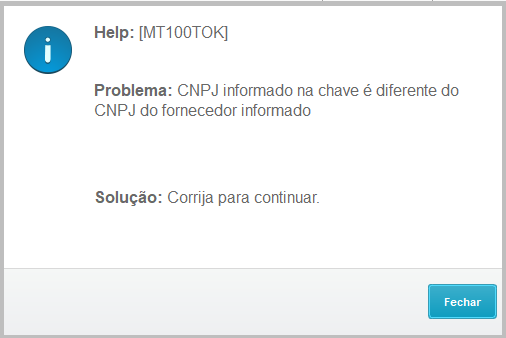 Help: [MT100TOK]
Problema: CNPJ informado na chave é diferente do
CNPJ do fornecedor informado
Solução: Corrija para continuar.
Fechar